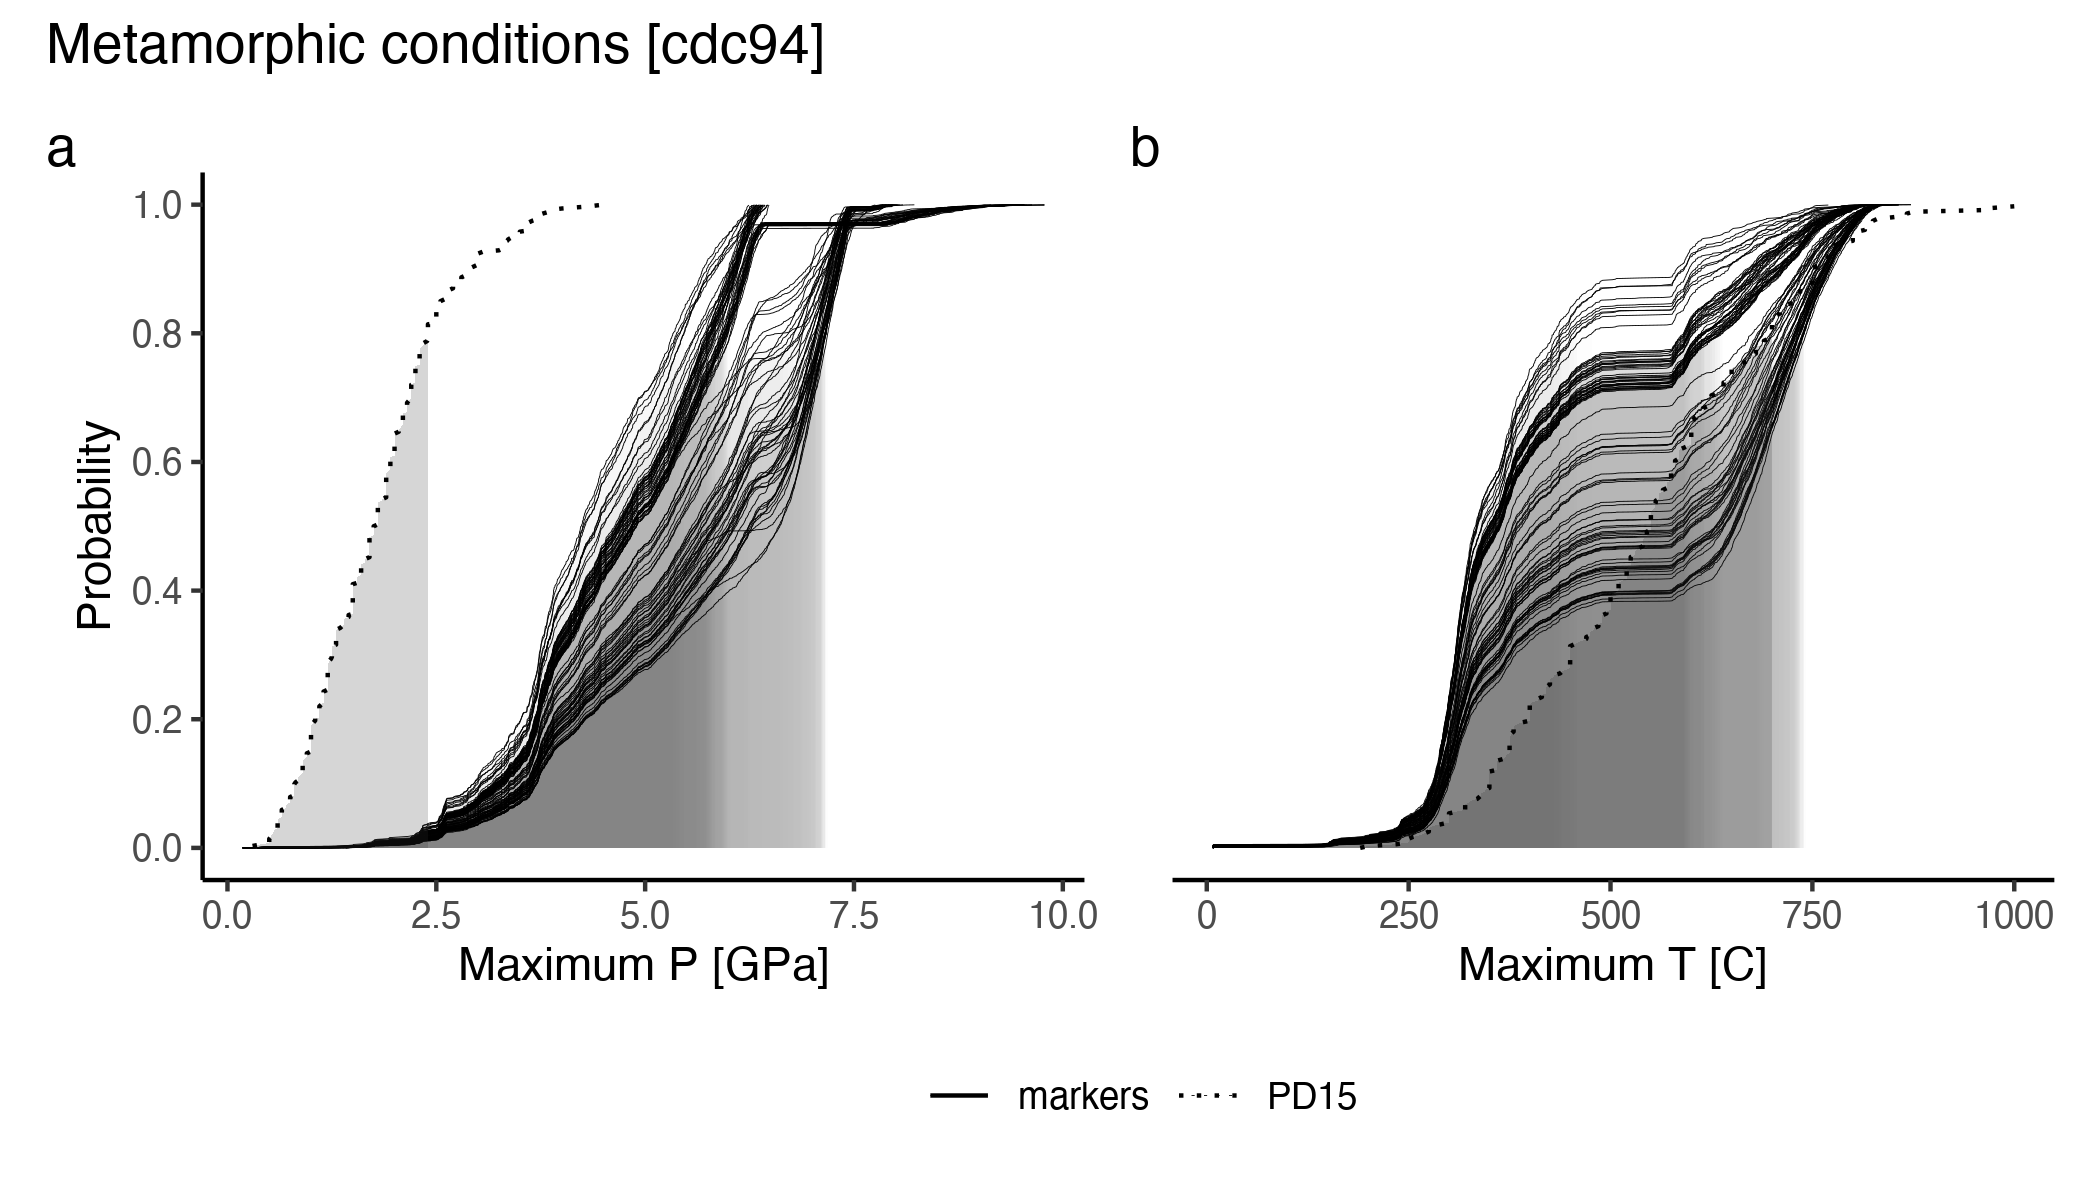 Metamorphic conditions [cdc94]
a
b
Probability
1.0
0.8
0.6
0.4
0.2
0.0
0.0 2.5 5.0 7.5 10.0
0 250 500 750 1000
Maximum P [GPa]
Maximum T [C]
markers PD15